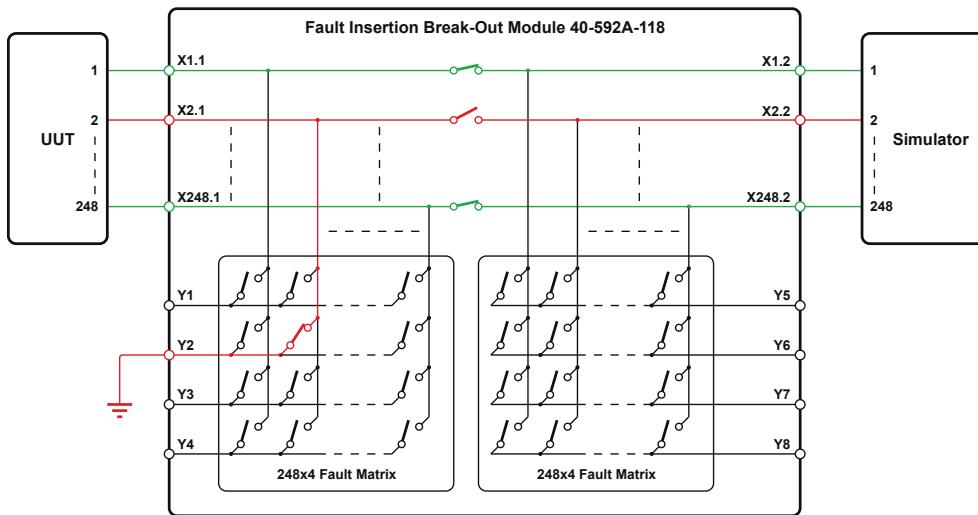 Fault Insertion Break-Out Module 40-592A-118
X1.1 X1.2
1 1
X2.1 X2.2
2 2
UUT Simulator
X248.1 X248.2
248 248
Y1 Y5
Y2 Y6
Y3 Y7
Y4 Y8
248x4 Fault Matrix 248x4 Fault Matrix